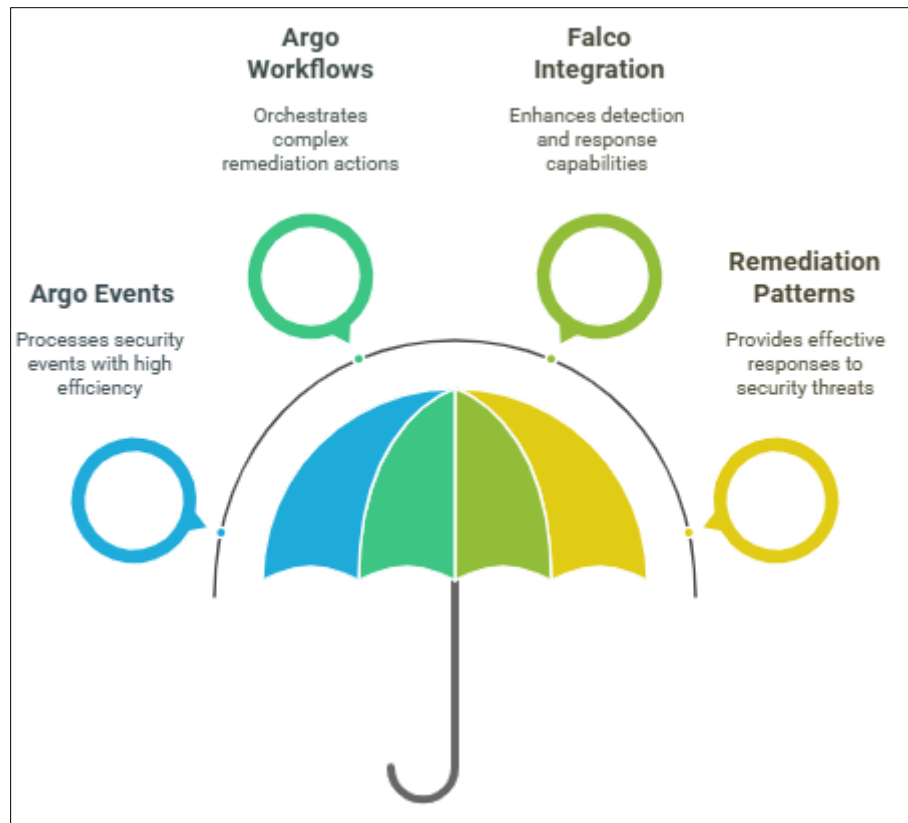 Argo
Workflows
Orchestrates
complex
remediation actions
Falco
Integration
Enhances detection
and response
capabilities
Argo Events
Processes security
events with high
efficiency
Remediation
Patterns
Provides effective
responses to
security threats